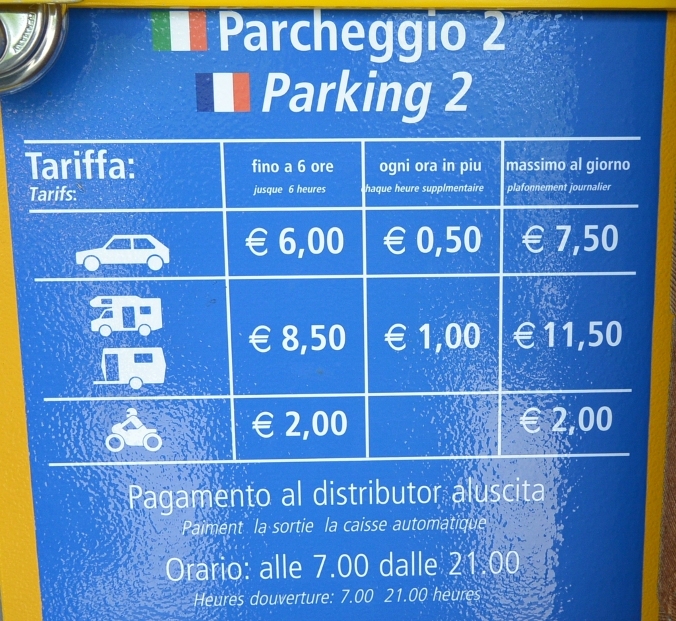 Parcheggio 2
Parking 2
Tariffa:
Tarifs:
fino a 6 ore
jusque 6 heures
ogni ora in piu
haque heure supplmentaire
massimo al giorno
plafonnement journalier
€ 6,00 € 0,50 € 7,50
€ 8,50 € 1,00 € 11,50
€ 2,00 € 2,00
Pagamento al distributor aluscita
Paiment la sortie la caisse automatique
Orario: alle 7.00 dalle 21.00
Heures douverture: 7.00 21.00 heures